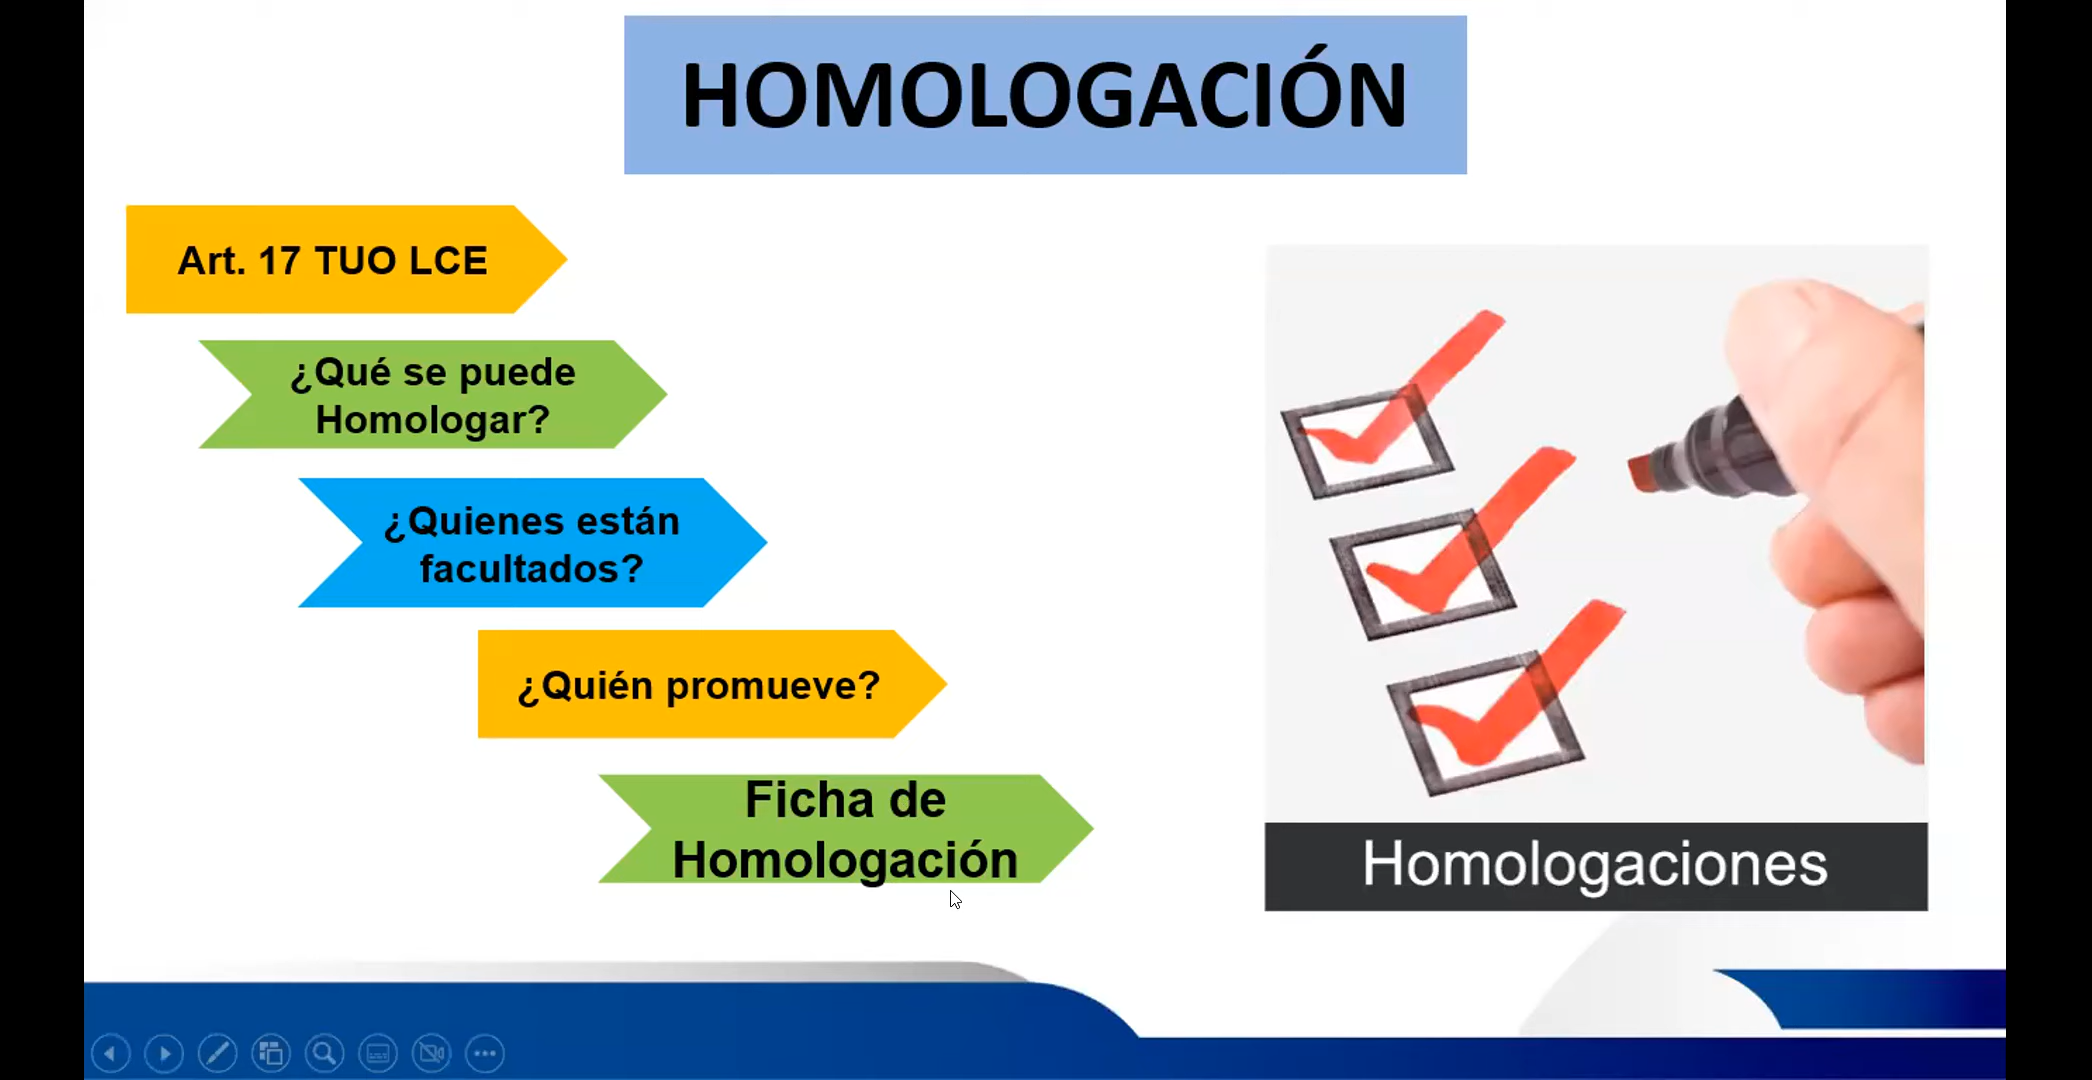 HOMOLOGACIÓN
Art. 17 TUO LCE
¿Qué se puede
Homologar?
¿Quienes están
facultados?
¿Quién promueve?
Ficha de
Homologación
Homologaciones